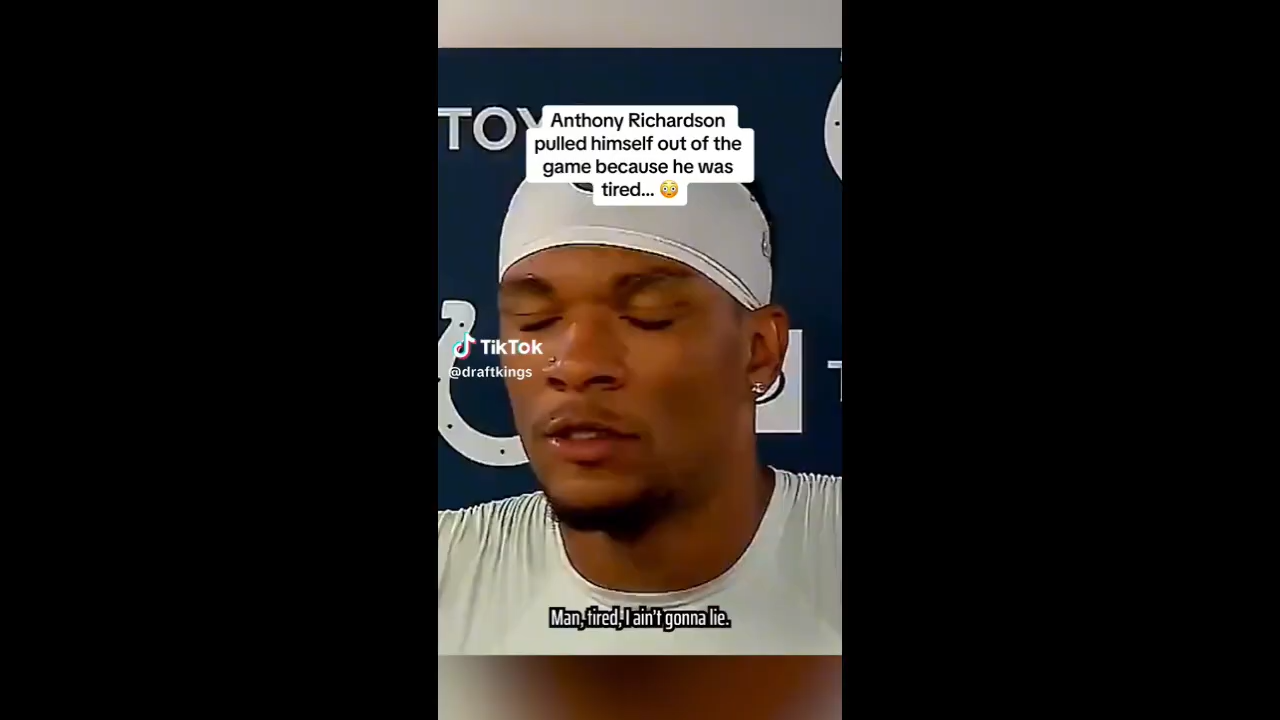 TOY
Anthony Richardson
pulled himself out of the
game because he was
tired... 😳
TikTok
@draftkings
Man, tired, I ain't gonna lie.